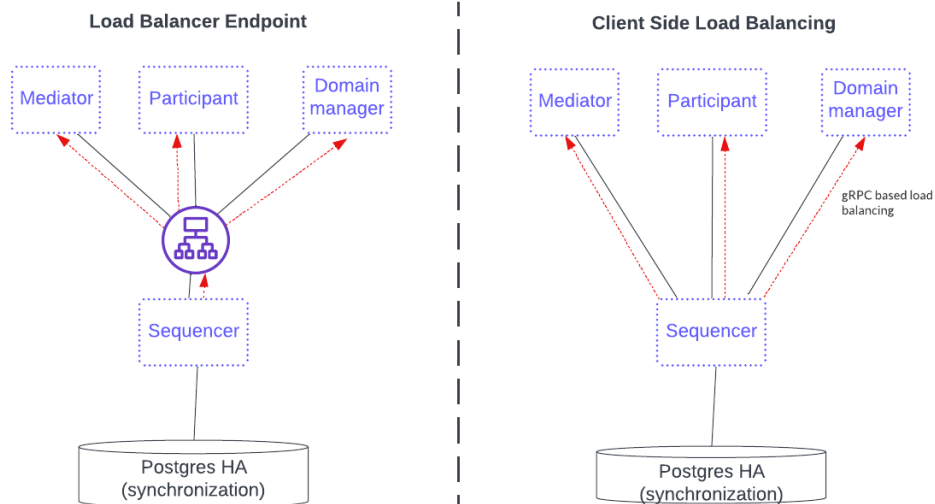 Load Balancer Endpoint
Mediator
Participant
Domain
manager
Sequencer
Postgres HA
(synchronization)
Client Side Load Balancing
Mediator
Participant
Domain
manager
gRPC based load
balancing
Sequencer
Postgres HA
(synchronization)